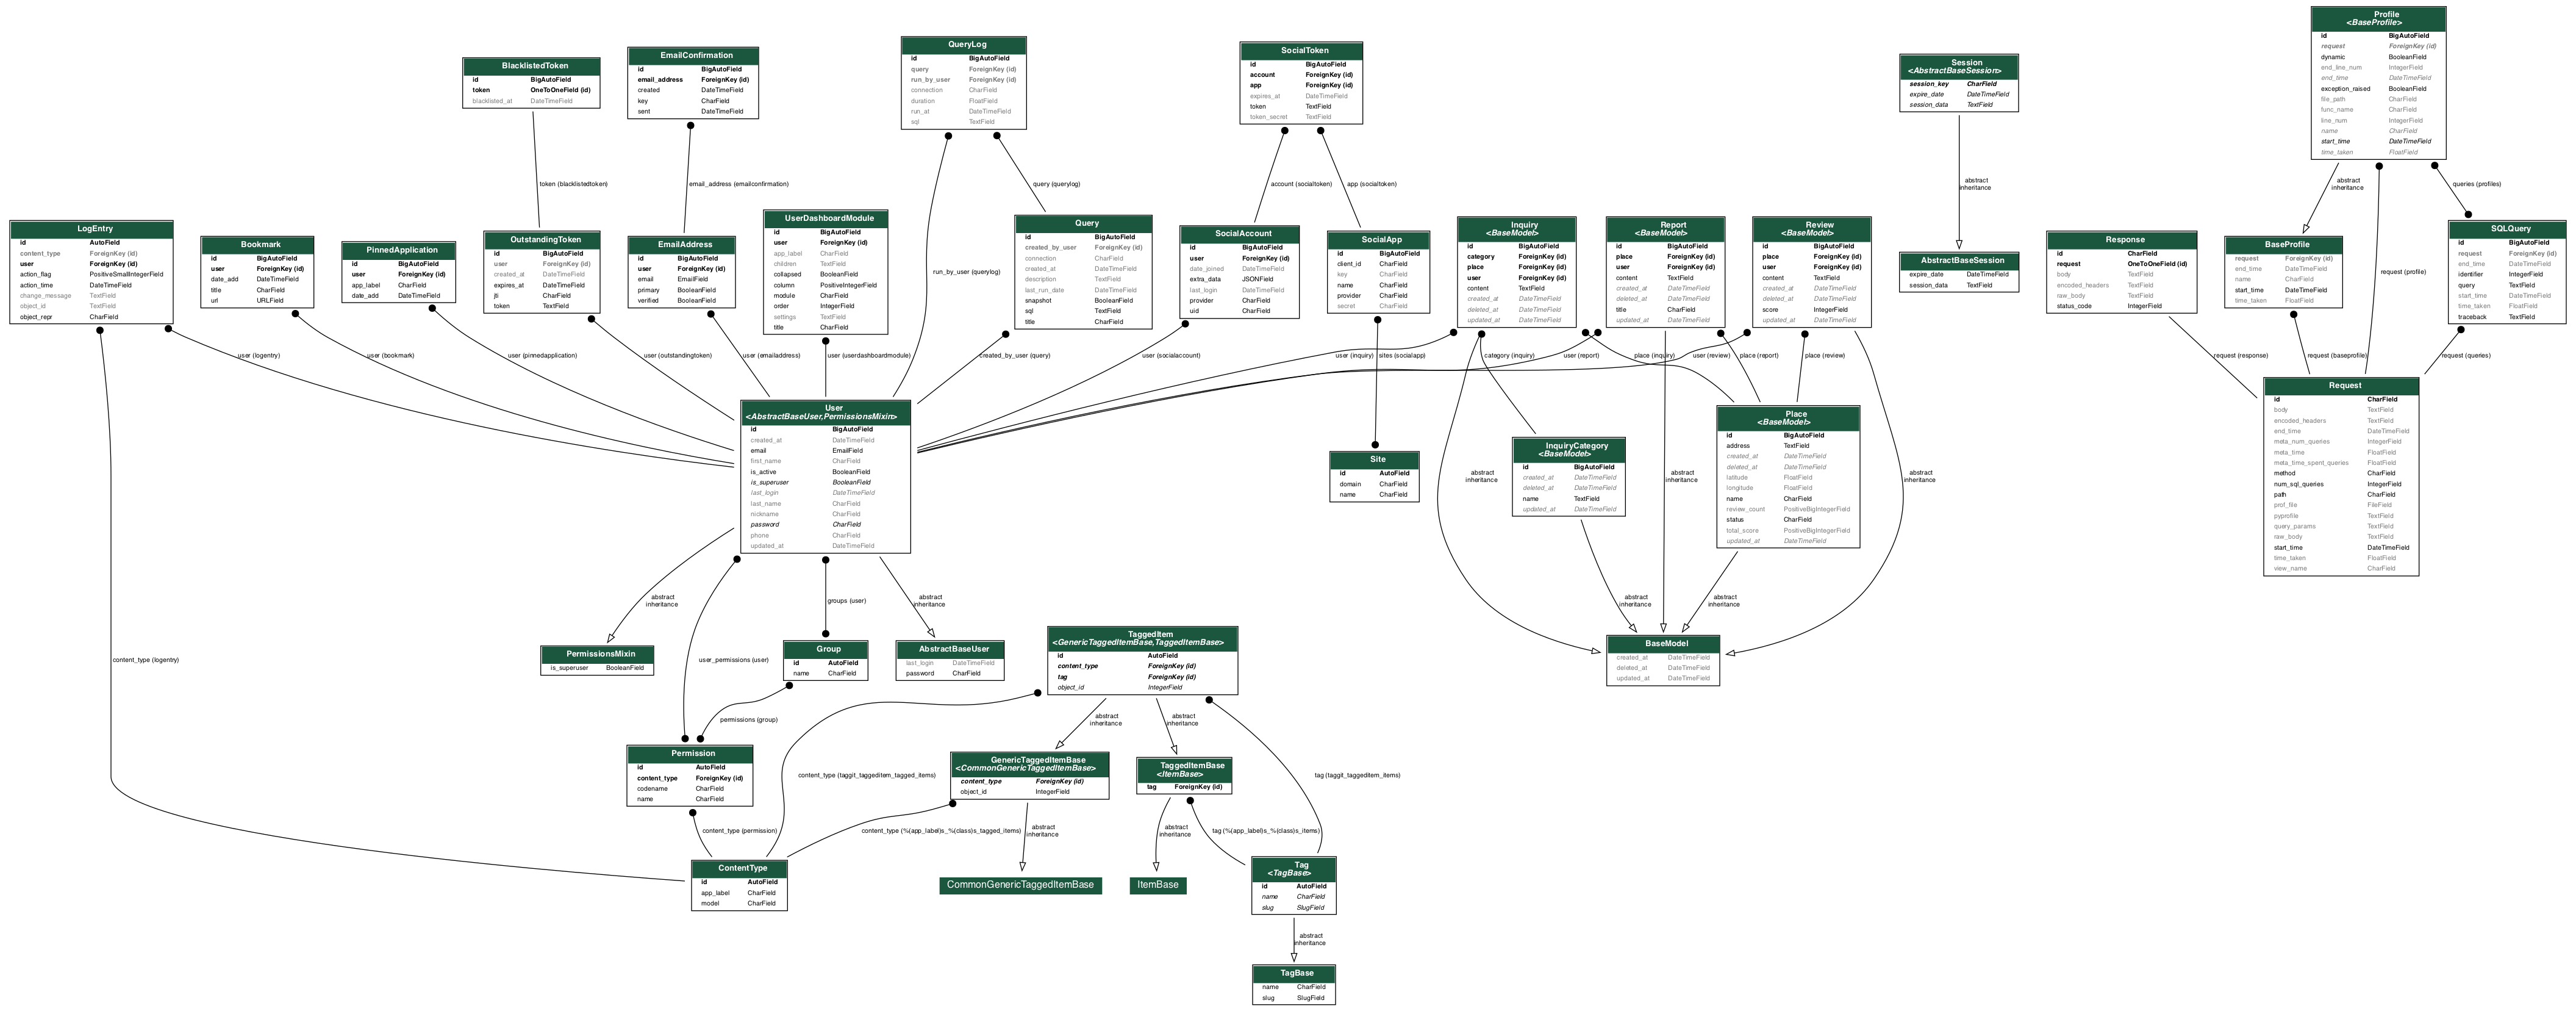 Profile
<BaseProfile>
id BigAutoField
request ForeignKey (id)
dynamic BooleanField
end_line_num IntegerField
end_time DateTimeField
exception_raised BooleanField
file_path CharField
func_name CharField
line_num IntegerField
name CharField
start_time DateTimeField
time_taken FloatField
QueryLog
id BigAutoField
query ForeignKey (id)
run_by_user ForeignKey (id)
connection CharField
duration FloatField
run_at DateTimeField
sql TextField
SocialToken
id BigAutoField
account ForeignKey (id)
app ForeignKey (id)
expires_at DateTimeField
token TextField
token_secret TextField
EmailConfirmation
id BigAutoField
email_address ForeignKey (id)
created DateTimeField
key CharField
sent DateTimeField
BlacklistedToken
id BigAutoField
token OneToOneField (id)
blacklisted_at DateTimeField
Session
<AbstractBaseSession>
session_key CharField
expire_date DateTimeField
session_data TextField
token (blacklistedtoken)
email_address (emailconfirmation)
query (querylog)
account (socialtoken)
app (socialtoken)
abstract
inheritance
abstract
inheritance
queries (profiles)
LogEntry
id AutoField
content_type ForeignKey (id)
user ForeignKey (id)
action_flag PositiveSmallIntegerField
action_time DateTimeField
change_message TextField
object_id TextField
object_repr CharField
Bookmark
id BigAutoField
user ForeignKey (id)
date_add DateTimeField
title CharField
url URLField
PinnedApplication
id BigAutoField
user ForeignKey (id)
app_label CharField
date_add DateTimeField
OutstandingToken
id BigAutoField
user ForeignKey (id)
created_at DateTimeField
expires_at DateTimeField
jti CharField
token TextField
EmailAddress
id BigAutoField
user ForeignKey (id)
email EmailField
primary BooleanField
verified BooleanField
UserDashboardModule
id BigAutoField
user ForeignKey (id)
app_label CharField
children TextField
collapsed BooleanField
column PositiveIntegerField
module CharField
order IntegerField
settings TextField
title CharField
run_by_user (querylog)
Query
id BigAutoField
created_by_user ForeignKey (id)
connection CharField
created_at DateTimeField
description TextField
last_run_date DateTimeField
snapshot BooleanField
sql TextField
title CharField
SocialAccount
id BigAutoField
user ForeignKey (id)
date_joined DateTimeField
extra_data JSONField
last_login DateTimeField
provider CharField
uid CharField
SocialApp
id BigAutoField
client_id CharField
key CharField
name CharField
provider CharField
secret CharField
Inquiry
<BaseModel>
id BigAutoField
category ForeignKey (id)
place ForeignKey (id)
user ForeignKey (id)
content TextField
created_at DateTimeField
deleted_at DateTimeField
updated_at DateTimeField
Report
<BaseModel>
id BigAutoField
place ForeignKey (id)
user ForeignKey (id)
content TextField
created_at DateTimeField
deleted_at DateTimeField
title CharField
updated_at DateTimeField
Review
<BaseModel>
id BigAutoField
place ForeignKey (id)
user ForeignKey (id)
content TextField
created_at DateTimeField
deleted_at DateTimeField
score IntegerField
updated_at DateTimeField
AbstractBaseSession
expire_date DateTimeField
session_data TextField
Response
id CharField
request OneToOneField (id)
body TextField
encoded_headers TextField
raw_body TextField
status_code IntegerField
BaseProfile
request ForeignKey (id)
end_time DateTimeField
name CharField
start_time DateTimeField
time_taken FloatField
request (profile)
SQLQuery
id BigAutoField
request ForeignKey (id)
end_time DateTimeField
identifier IntegerField
query TextField
start_time DateTimeField
time_taken FloatField
traceback TextField
user (logentry)
user (bookmark)
user (pinnedapplication)
user (outstandingtoken)
user (emailaddress)
user (userdashboardmodule)
created_by_user (query)
user (socialaccount)
user (inquiry)
sites (socialapp)
category (inquiry)
user (report)
place (inquiry)
user (review)
place (report)
place (review)
request (response)
request (baseprofile)
request (queries)
User
<AbstractBaseUser,PermissionsMixin>
id BigAutoField
created_at DateTimeField
email EmailField
first_name CharField
is_active BooleanField
is_superuser BooleanField
last_login DateTimeField
last_name CharField
nickname CharField
password CharField
phone CharField
updated_at DateTimeField
Site
id AutoField
domain CharField
name CharField
abstract
inheritance
InquiryCategory
<BaseModel>
id BigAutoField
created_at DateTimeField
deleted_at DateTimeField
name TextField
updated_at DateTimeField
abstract
inheritance
Place
<BaseModel>
id BigAutoField
address TextField
created_at DateTimeField
deleted_at DateTimeField
latitude FloatField
longitude FloatField
name CharField
review_count PositiveBigIntegerField
status CharField
total_score PositiveBigIntegerField
updated_at DateTimeField
abstract
inheritance
Request
id CharField
body TextField
encoded_headers TextField
end_time DateTimeField
meta_num_queries IntegerField
meta_time FloatField
meta_time_spent_queries FloatField
method CharField
num_sql_queries IntegerField
path CharField
prof_file FileField
pyprofile TextField
query_params TextField
raw_body TextField
start_time DateTimeField
time_taken FloatField
view_name CharField
abstract
inheritance
groups (user)
abstract
inheritance
abstract
inheritance
abstract
inheritance
content_type (logentry)
PermissionsMixin
is_superuser BooleanField
user_permissions (user)
Group
id AutoField
name CharField
AbstractBaseUser
last_login DateTimeField
password CharField
TaggedItem
<GenericTaggedItemBase,TaggedItemBase>
id AutoField
content_type ForeignKey (id)
tag ForeignKey (id)
object_id IntegerField
BaseModel
created_at DateTimeField
deleted_at DateTimeField
updated_at DateTimeField
permissions (group)
abstract
inheritance
abstract
inheritance
Permission
id AutoField
content_type ForeignKey (id)
codename CharField
name CharField
content_type (taggit_taggeditem_tagged_items)
GenericTaggedItemBase
<CommonGenericTaggedItemBase>
content_type ForeignKey (id)
object_id IntegerField
TaggedItemBase
<ItemBase>
tag ForeignKey (id)
tag (taggit_taggeditem_items)
content_type (permission)
content_type (%(app_label)s_%(class)s_tagged_items)
abstract
inheritance
abstract
inheritance
tag (%(app_label)s_%(class)s_items)
ContentType
id AutoField
app_label CharField
model CharField
CommonGenericTaggedItemBase
ItemBase
Tag
<TagBase>
id AutoField
name CharField
slug SlugField
abstract
inheritance
TagBase
name CharField
slug SlugField